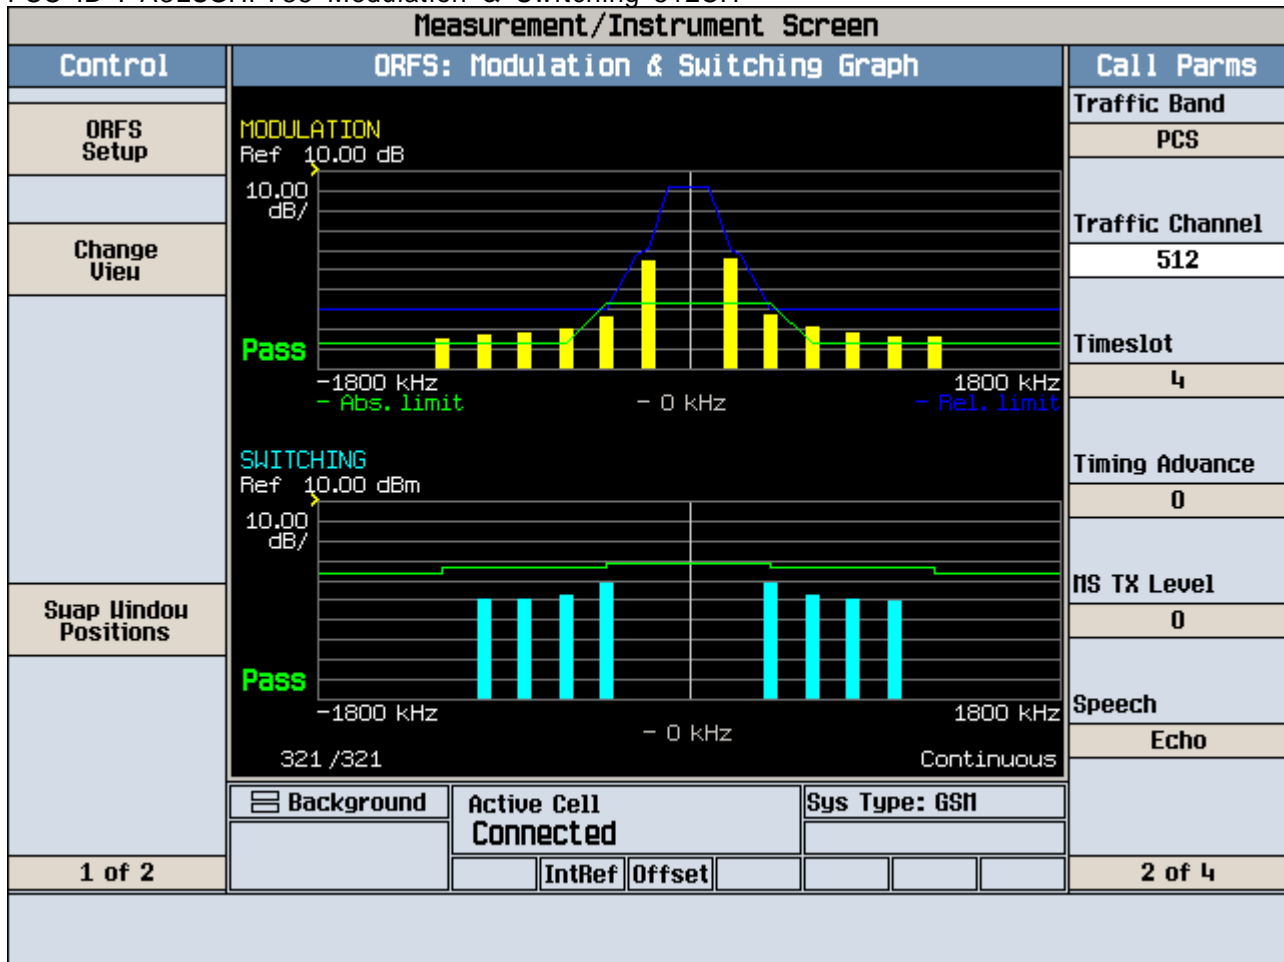 Measurement/Instrument Screen
Control
ORFS: Modulation & Switching Graph
Call Parms
ORFS
Setup
Change
View
Swap Window
Positions
1 of 2
MODULATION
Ref 10.00 dB
10.00
dB/
Pass
-1800 kHz
1800 kHz
- Abs. limit
- 0 kHz
- Rel. limit
SWITCHING
Ref 10.00 dBm
10.00
dB/
Pass
-1800 kHz
1800 kHz
- 0 kHz
321 /321
Continuous
Background
Active Cell
Connected
Sys Type: GSM
IntRef
Offset
Traffic Band
PCS
Traffic Channel
512
Timeslot
4
Timing Advance
0
MS TX Level
0
Speech
Echo
2 of 4